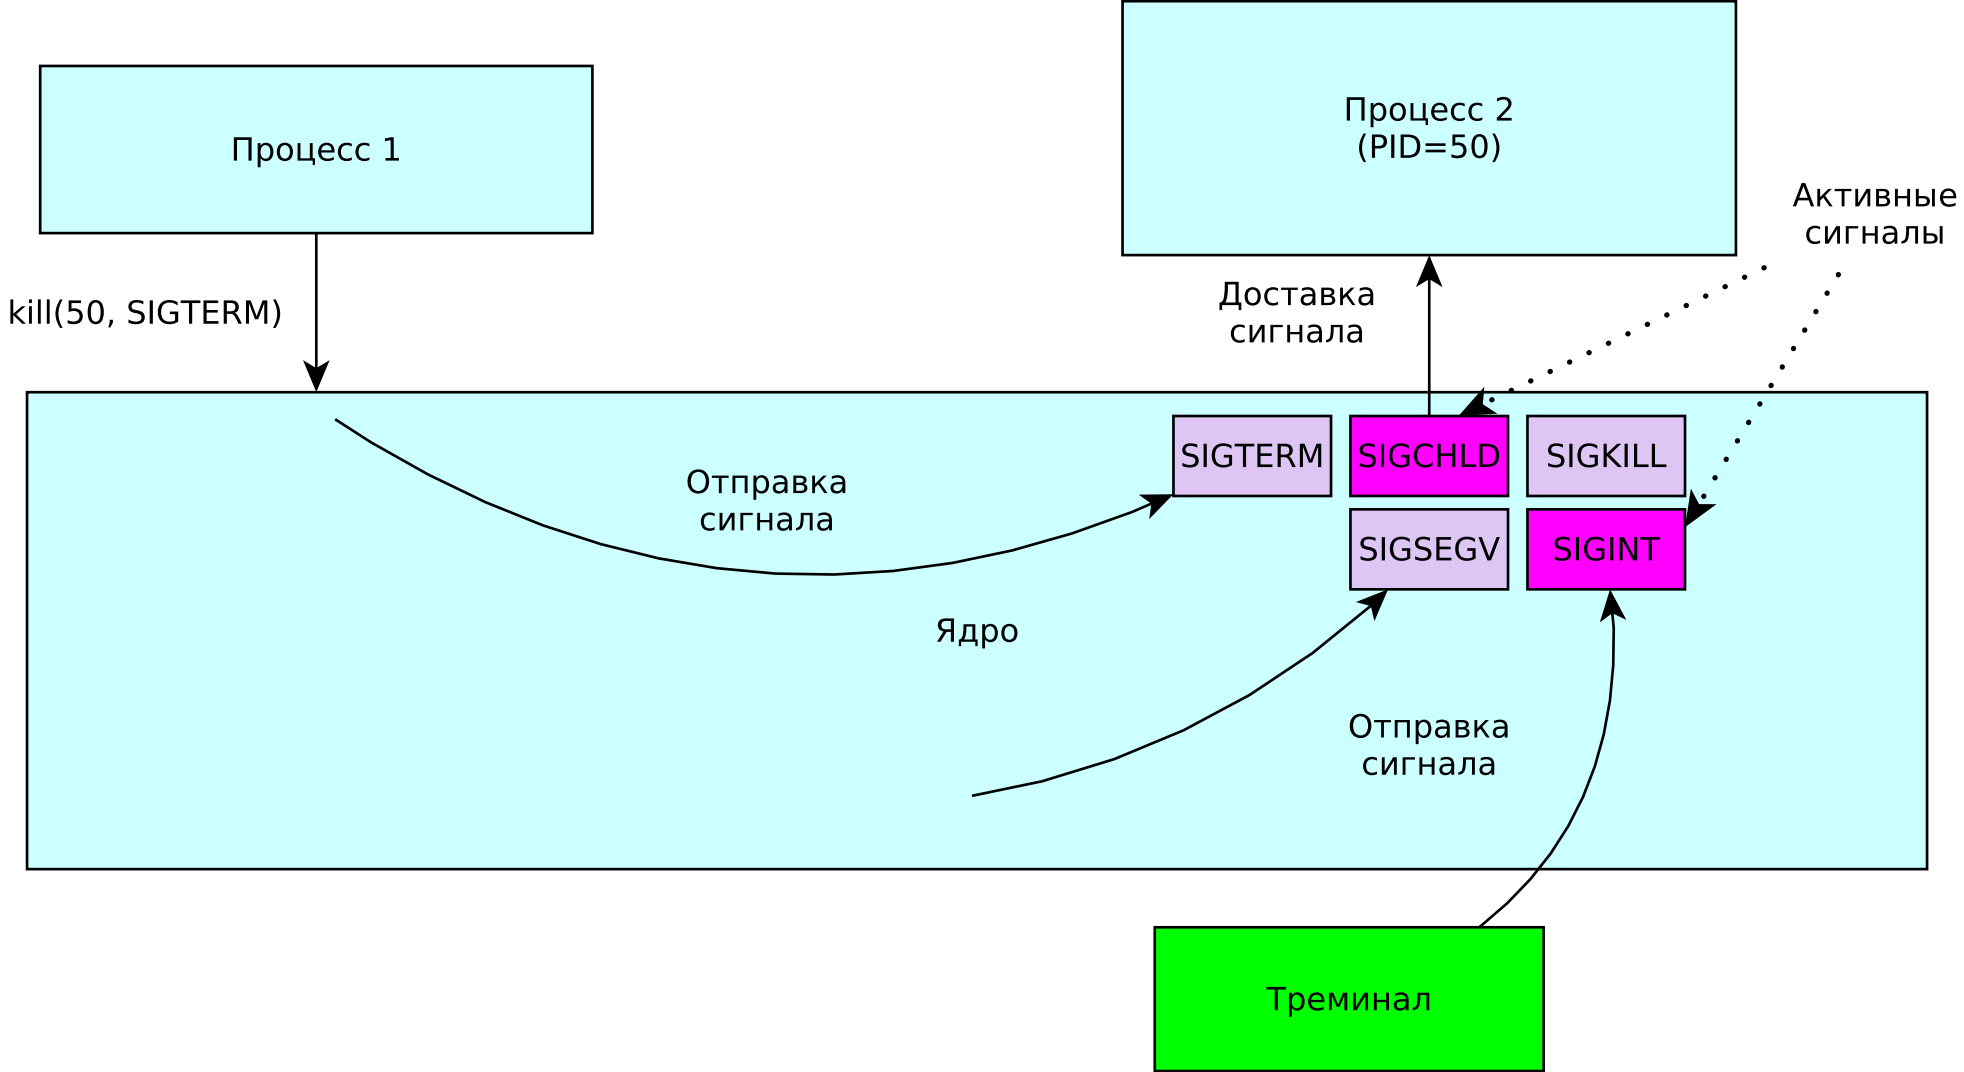 Процесс 1
Процесс 2
(PID=50)
Активные
сигналы
kill(50, SIGTERM)
Доставка
сигнала
SIGTERM
SIGCHLD
SIGKILL
Отправка
сигнала
SIGSEGV
SIGINT
Ядро
Отправка
сигнала
Треминал